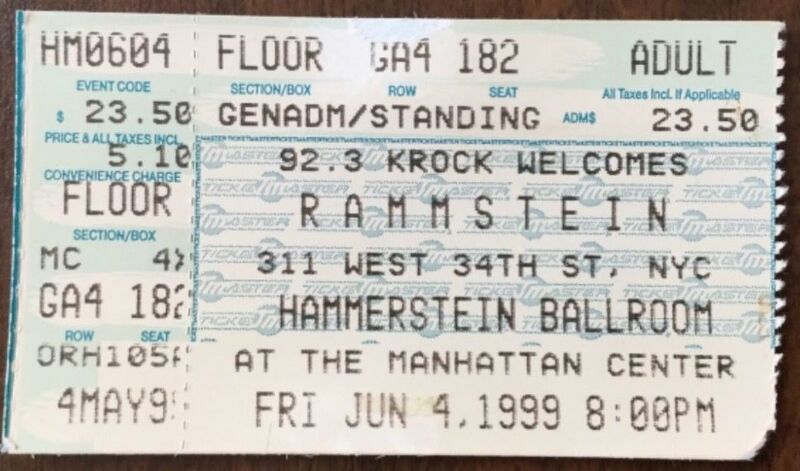 HM0604 FLOOR GA4 182 ADULT
EVENT CODE SECTION/BOX ROW SEAT All Taxes Incl. If Applicable
$ 23.50 GENADM/STANDING ADM$ 23.50
PRICE & ALL TAXES INCL.
5.10 92.3 KROCK WELCOMES
CONVENIENCE CHARGE
FLOOR RAMMSTEIN
SECTION/BOX
MC 4X 311 WEST 34TH ST, NYC
GA4 182 HAMMERSTEIN BALLROOM
ROW SEAT
ORH105A AT THE MANHATTAN CENTER
4MAY9 FRI JUN 4,1999 8:00PM